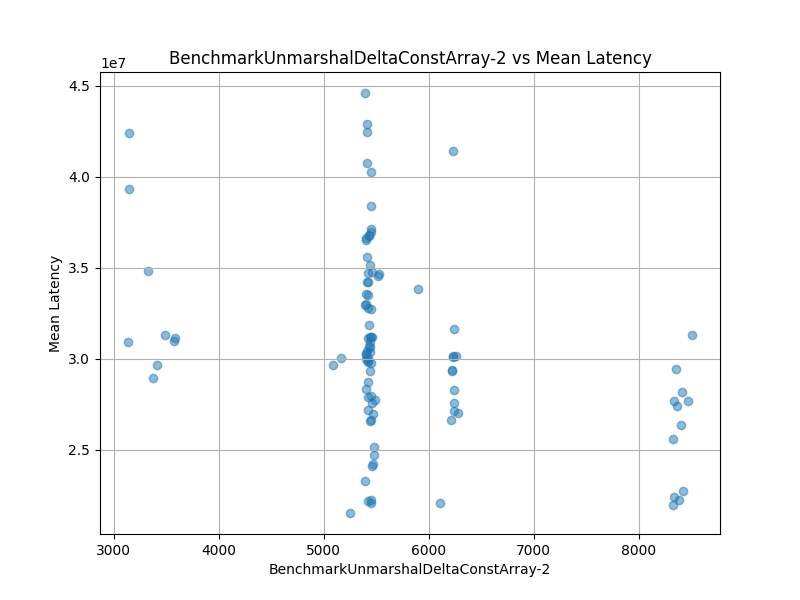 BenchmarkUnmarshalDeltaConstArray-2 vs Mean Latency
1e7
4.5
4.0
3.5
3.0
2.5
Mean Latency
3000 4000 5000 6000 7000 8000
BenchmarkUnmarshalDeltaConstArray-2